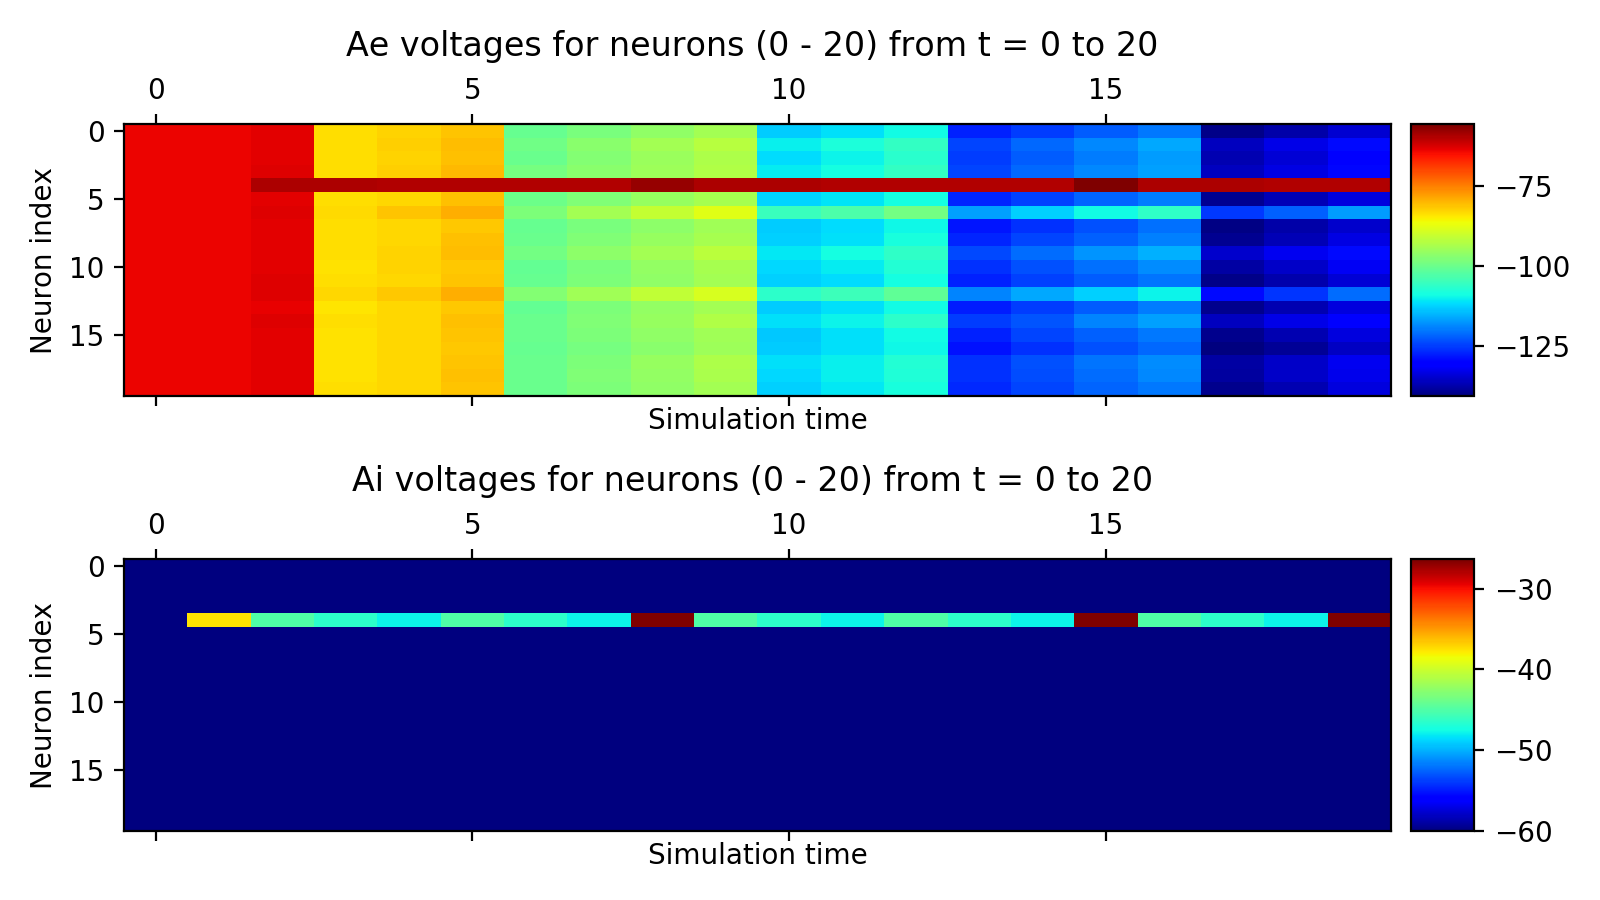 Ae voltages for neurons (0 - 20) from t = 0 to 20
0 5 10 15
Neuron index
0
5
10
15
Simulation time
−75
−100
−125
Ai voltages for neurons (0 - 20) from t = 0 to 20
0 5 10 15
Neuron index
0
5
10
15
Simulation time
−30
−40
−50
−60